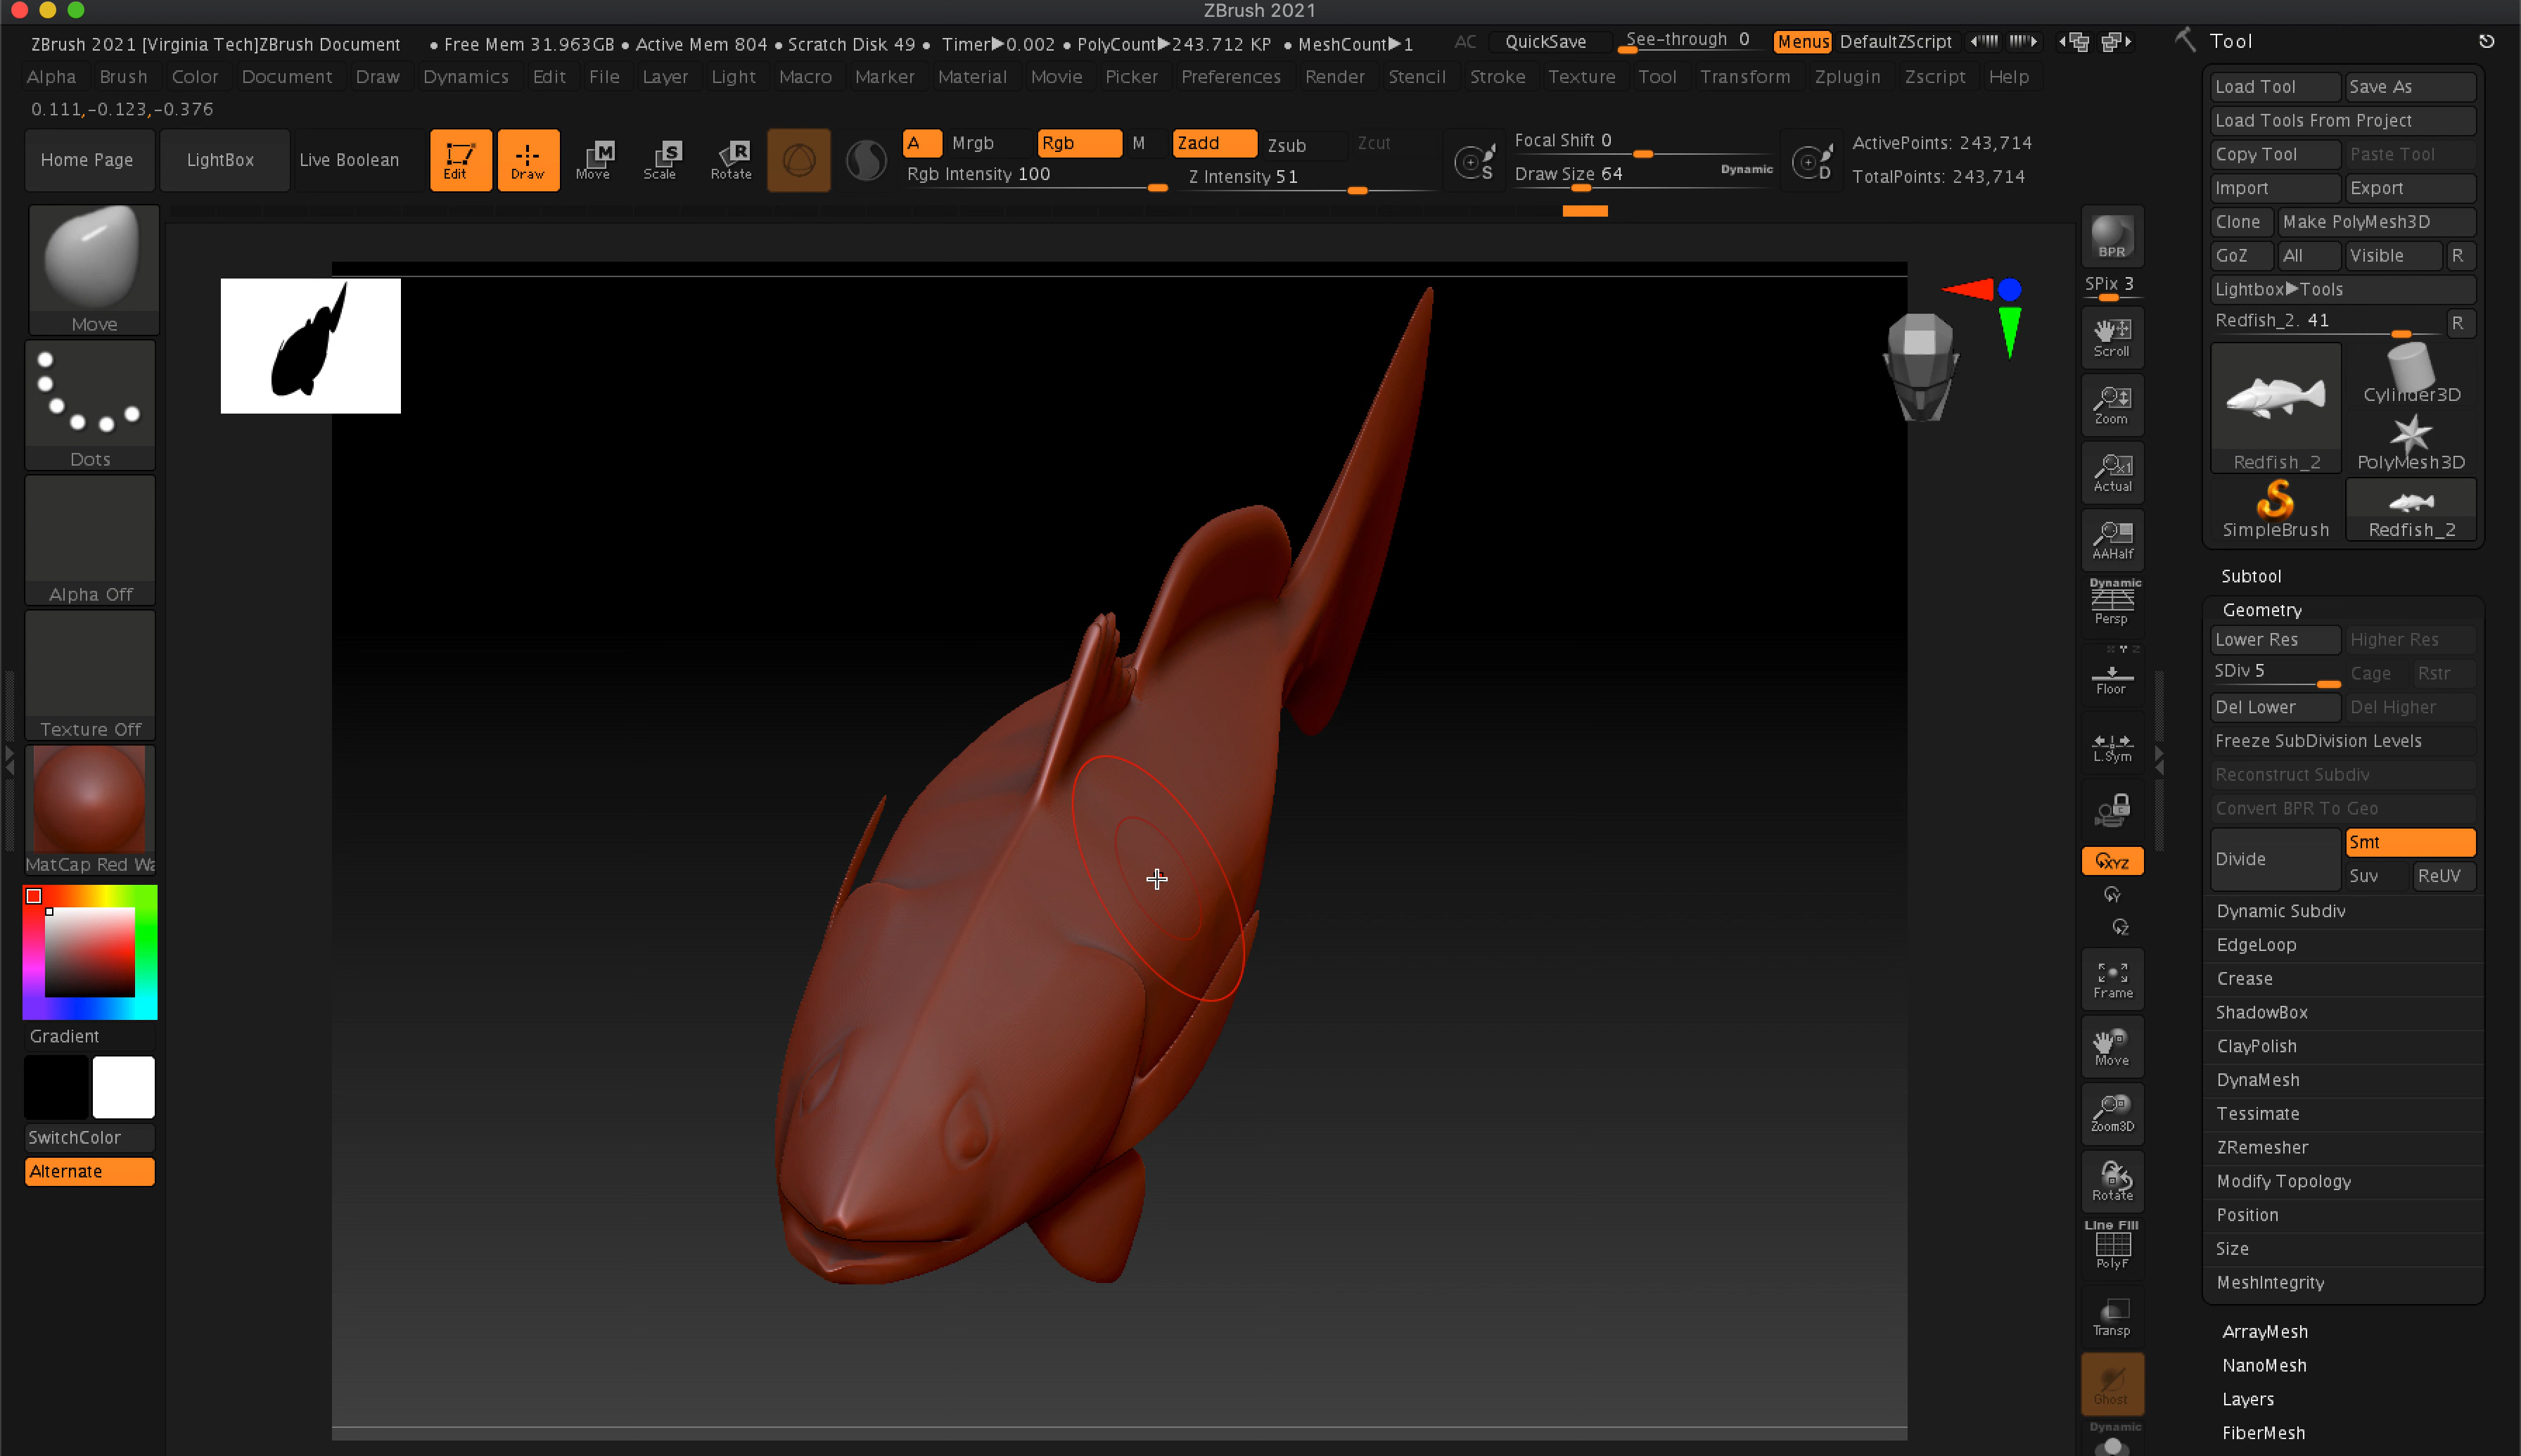 ZBrush 2021
ZBrush 2021 [Virginia Tech]ZBrush Document • Free Mem 31.963GB • Active Mem 804 • Scratch Disk 49 • Timer▶0.002 • PolyCount▶243.712 KP • MeshCount▶1 AC QuickSave See-through 0 Menus DefaultZScript
Tool
Alpha Brush Color Document Draw Dynamics Edit File Layer Light Macro Marker Material Movie Picker Preferences Render Stencil Stroke Texture Tool Transform Zplugin Zscript Help
0.111,-0.123,-0.376
Home Page LightBox Live Boolean Edit Draw Move Scale Rotate
A Mrgb Rgb M Zadd Zsub Zcut
Rgb Intensity 100 Z Intensity 51
Focal Shift 0
Draw Size 64 Dynamic
S
D
ActivePoints: 243,714
TotalPoints: 243,714
Move
Dots
Alpha Off
Texture Off
MatCap Red Wa
Gradient
SwitchColor
Alternate
BPR
SPix 3
Scroll
Zoom
Actual
AAHalf
Dynamic
Persp
Floor
L.Sym
XYZ
Y
Z
Frame
Move
Zoom3D
Rotate
Line Fill
PolyF
Transp
Ghost
Dynamic
Load Tool Save As
Load Tools From Project
Copy Tool Paste Tool
Import Export
Clone Make PolyMesh3D
GoZ All Visible R
Lightbox▶Tools
Redfish_2. 41 R
Cylinder3D
Redfish_2 PolyMesh3D
SimpleBrush Redfish_2
Subtool
Geometry
Lower Res Higher Res
SDiv 5 Cage Rstr
Del Lower Del Higher
Freeze SubDivision Levels
Reconstruct Subdiv
Convert BPR To Geo
Divide Smt
Suv ReUV
Dynamic Subdiv
EdgeLoop
Crease
ShadowBox
ClayPolish
DynaMesh
Tessimate
ZRemesher
Modify Topology
Position
Size
MeshIntegrity
ArrayMesh
NanoMesh
Layers
FiberMesh